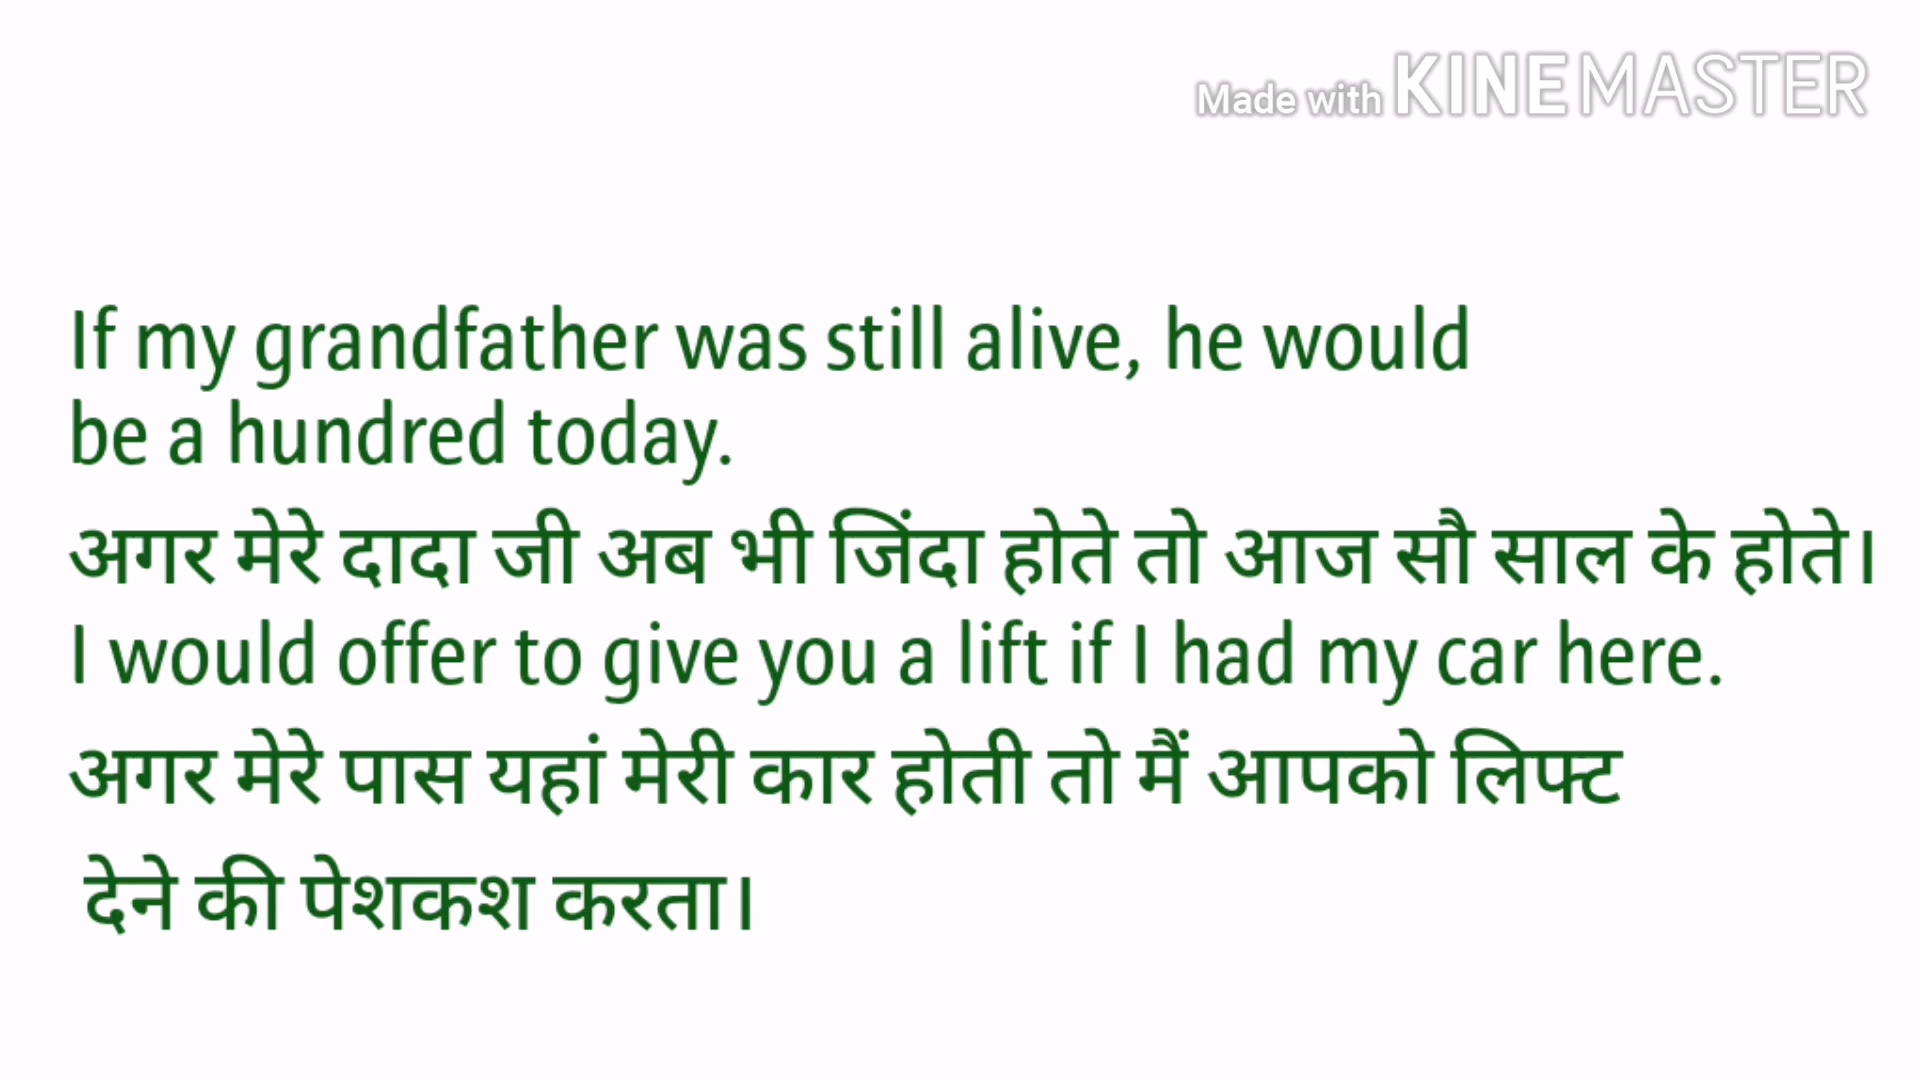 Made with KINEMASTER
If my grandfather was still alive, he would
be a hundred today.
अगर मेरे दादा जी अब भी जिंदा होते तो आज सौ साल के होते।
I would offer to give you a lift if I had my car here.
अगर मेरे पास यहां मेरी कार होती तो मैं आपको लिफ्ट
देने की पेशकश करता।